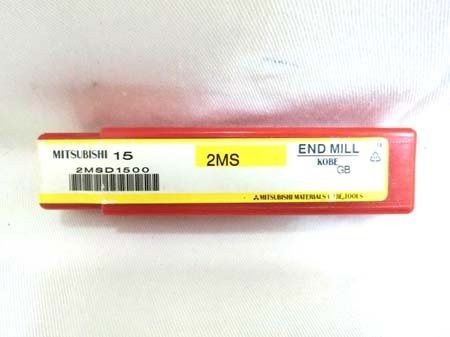 MITSUBISHI 15
2MSD1500
2MS
END MILL
KOBE
GB
MITSUBISHI MATERIALS KOBE TOOLS